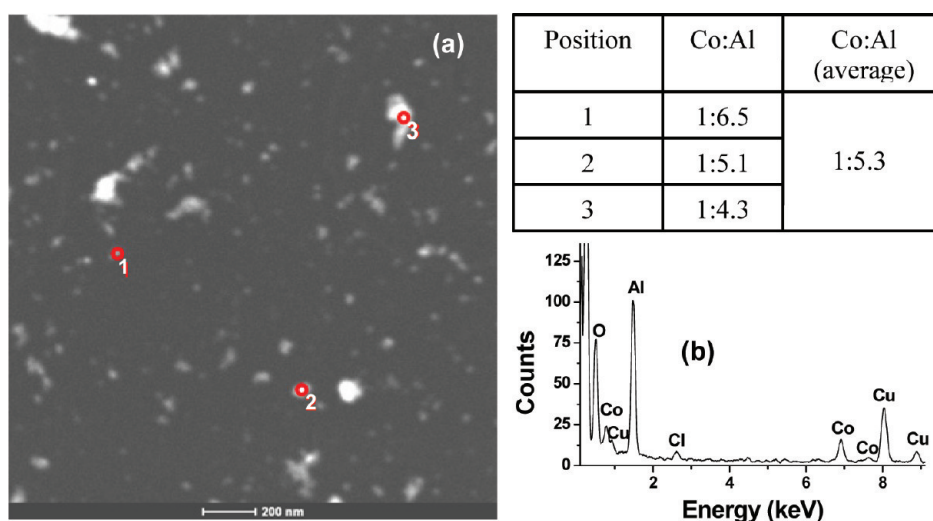 (a)
3
1
2
200 nm
Position Co:Al Co:Al (average)
1 1:6.5 1:5.3
2 1:5.1
3 1:4.3
(b)
Counts
125
100
75
50
25
0
O
Co
Cu
Al
Cl
Co
Co
Cu
Cu
2 4 6 8
Energy (keV)